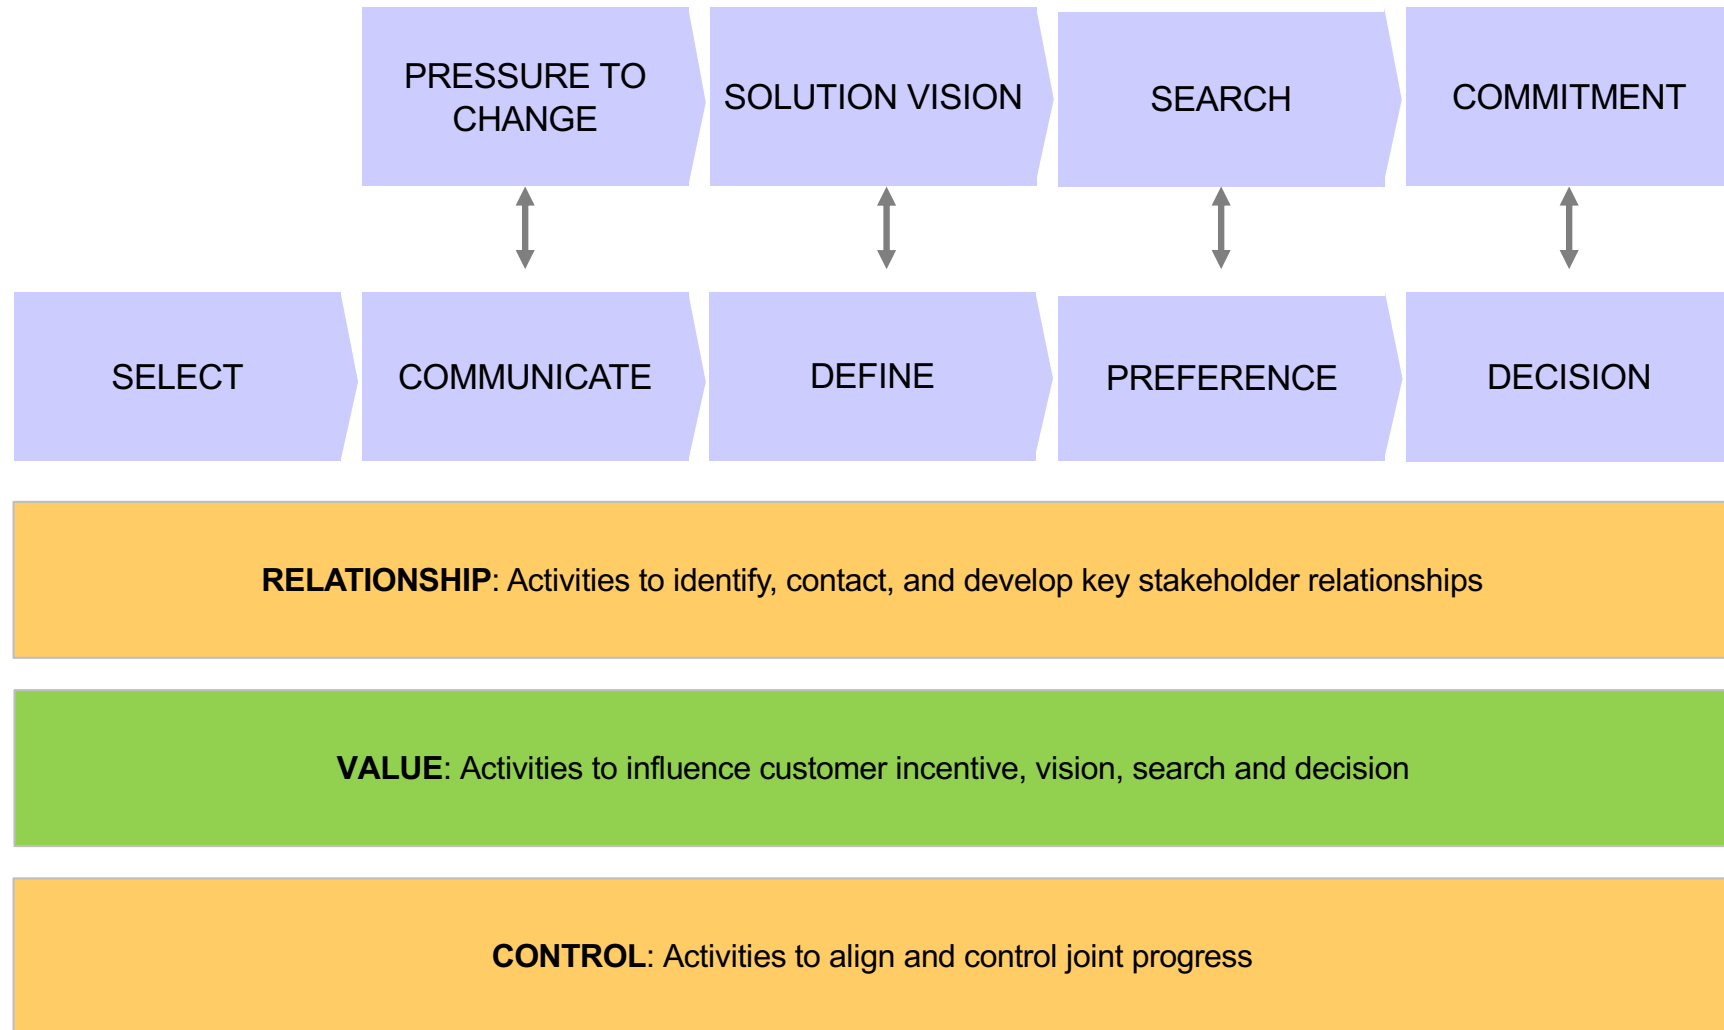 PRESSURE TO
CHANGE
SOLUTION VISION
SEARCH
COMMITMENT
SELECT
COMMUNICATE
DEFINE
PREFERENCE
DECISION
RELATIONSHIP: Activities to identify, contact, and develop key stakeholder relationships
VALUE: Activities to influence customer incentive, vision, search and decision
CONTROL: Activities to align and control joint progress